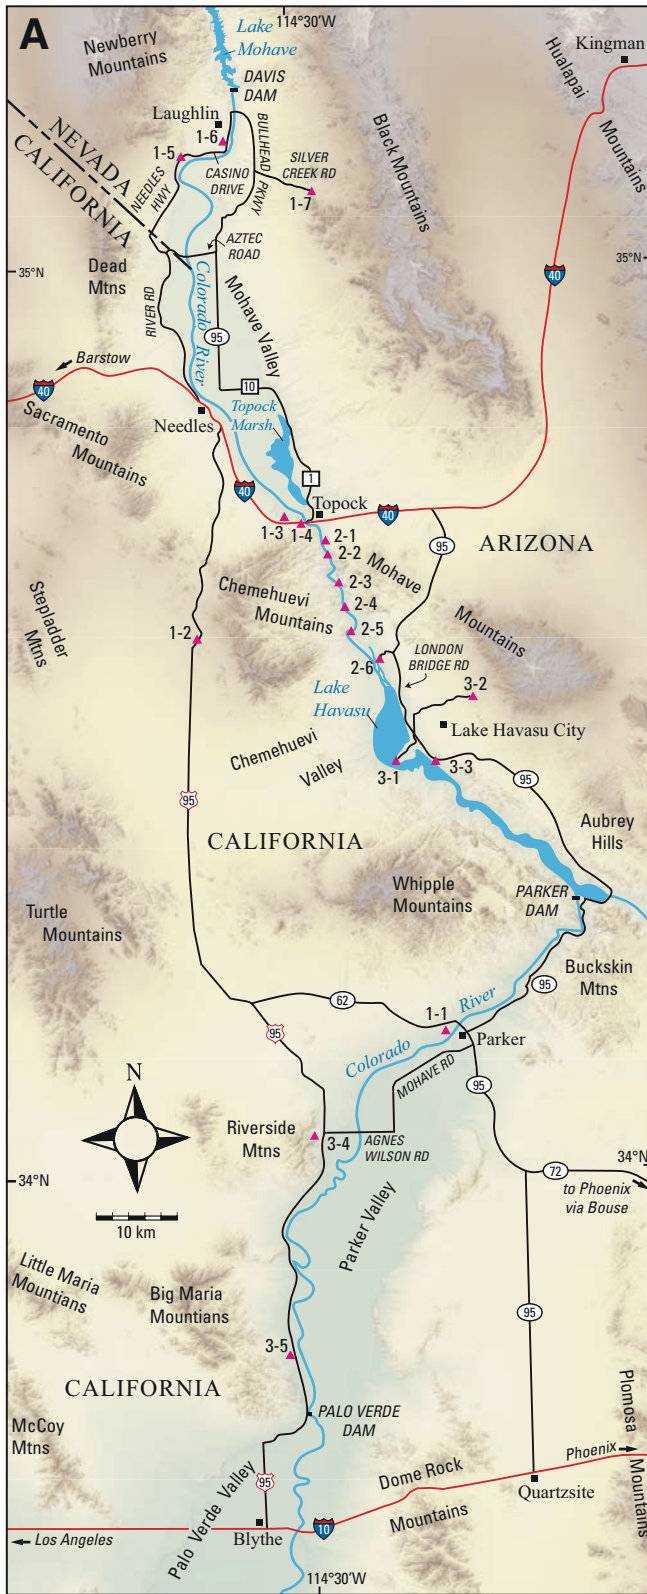 A
114°30'W
Lake
Mohave
Newberry
Mountains
Kingman
Hualapai
Mountains
DAVIS
DAM
Laughlin
1-6
1-5
NEVADA
CALIFORNIA
NEEDLES
HWY
CASINO
DRIVE
BULLHEAD
PKWY
SILVER
CREEK RD
1-7
Black Mountains
AZTEC
ROAD
35°N
35°N
Dead
Mtns
RIVER RD
Colorado
River
Mohave Valley
40
95
Barstow
40
10
Sacramento
Mountains
Needles
Topock
Marsh
1
40
Topock
40
1-3
1-4
2-1
95
ARIZONA
2-2
Mohave
Mountains
2-3
Chemehuevi
Mountains
2-4
Stepladder
Mtns
1-2
2-5
2-6
LONDON
BRIDGE RD
3-2
Lake
Havasu
Lake Havasu City
Chemehuevi
Valley
3-1
3-3
95
95
CALIFORNIA
Aubrey
Hills
Whipple
Mountains
PARKER
DAM
Turtle
Mountains
Buckskin
Mtns
95
62
1-1
River
Colorado
95
Parker
MOHAVE RD
95
N
Riverside
Mtns
3-4
AGNES
WILSON RD
34°N
34°N
72
to Phoenix
via Bouse
10 km
Parker Valley
Little Maria
Mountians
Big Maria
Mountians
95
3-5
CALIFORNIA
PALO VERDE
DAM
McCoy
Mtns
Plomosa
Mountains
Phoenix
Dome Rock
Mountains
Quartzsite
95
Palo Verde Valley
Blythe
10
Los Angeles
114°30'W